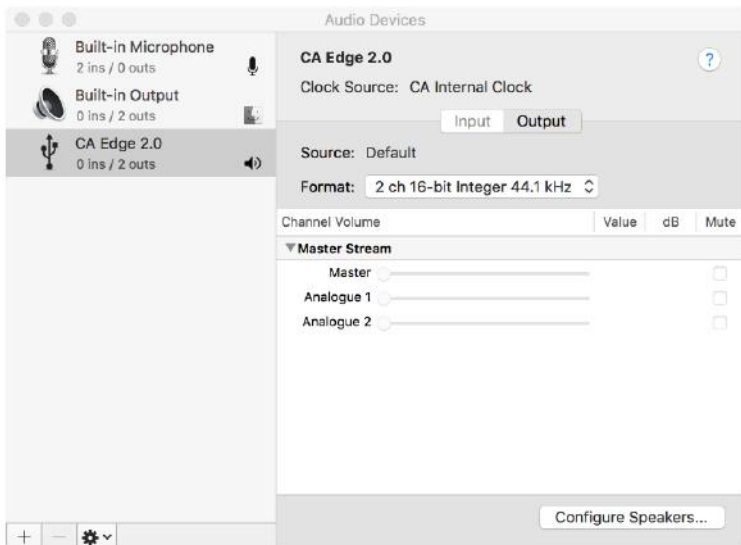 Audio Devices
Built-in Microphone
2 ins / 0 outs
Built-in Output
0 ins / 2 outs
CA Edge 2.0
0 ins / 2 outs
CA Edge 2.0
?
Clock Source: CA Internal Clock
Input Output
Source: Default
Format: 2 ch 16-bit Integer 44.1 kHz
Channel Volume Value dB Mute
Master Stream
Master
Analogue 1
Analogue 2
Configure Speakers...